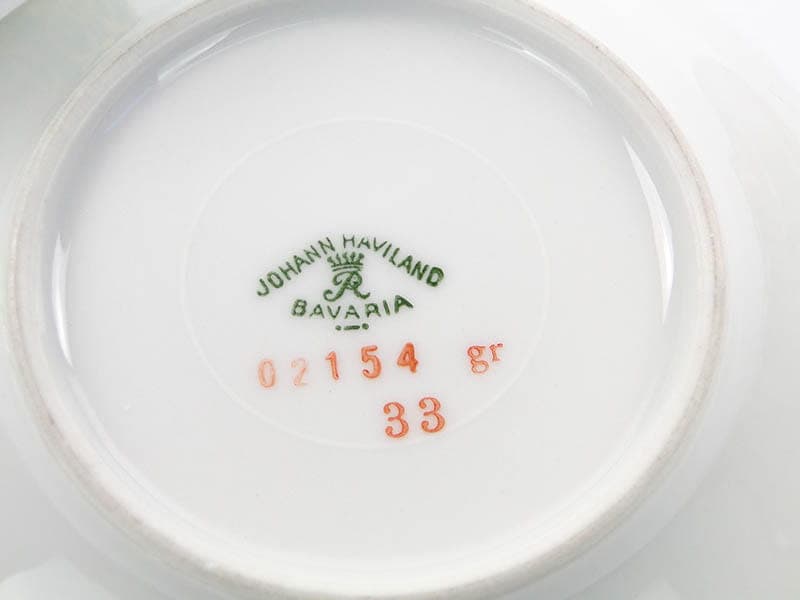 JOHANN HAVILAND
R
BAVARIA
02154 gr
33